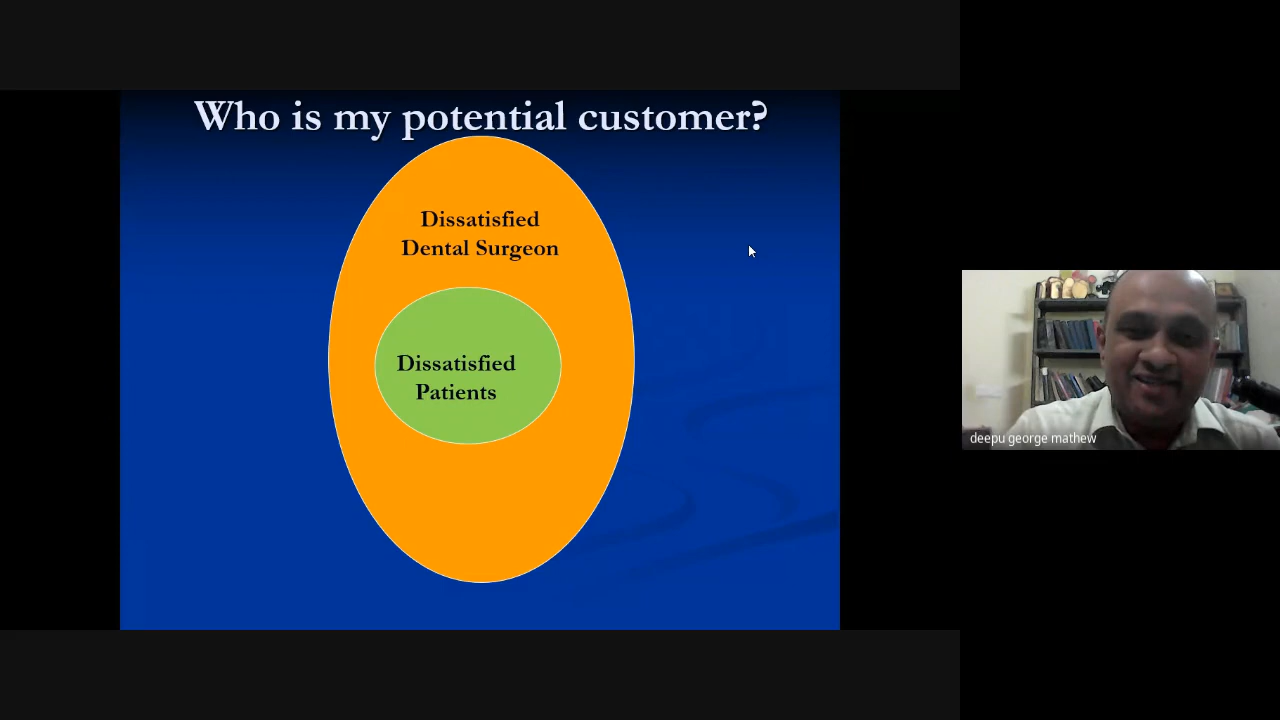 Who is my potential customer?
Dissatisfied
Dental Surgeon
Dissatisfied
Patients
deepu george mathew